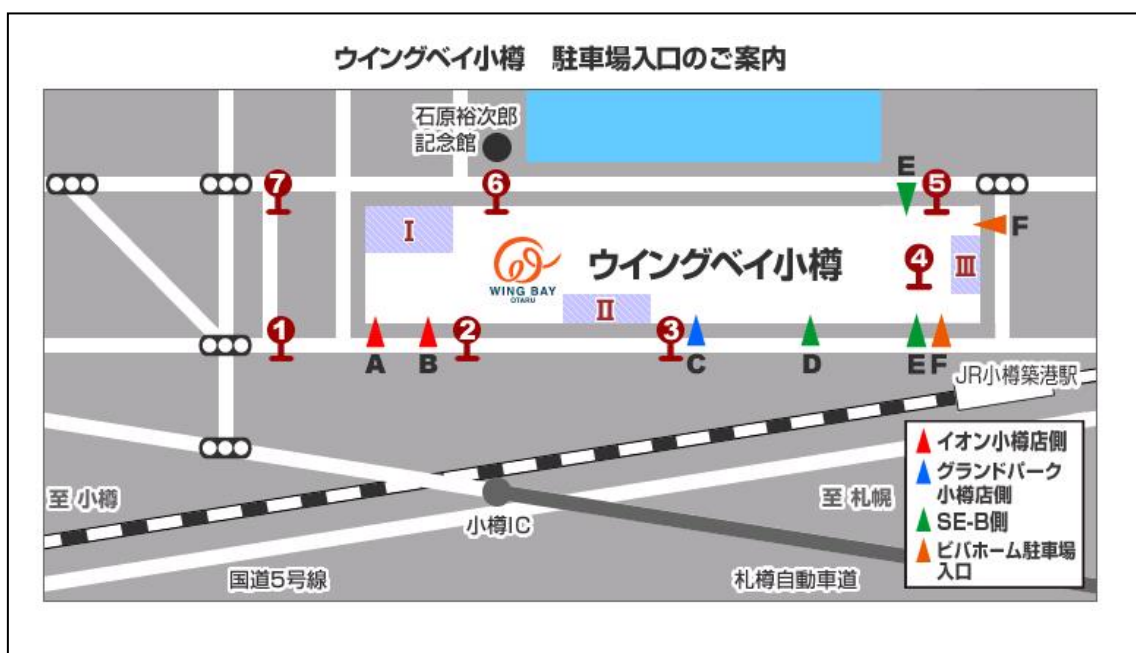 ウイングベイ小樽 駐車場入口のご案内
石原裕次郎
記念館
E
7
6
5
F
I
4
III
ウイングベイ小樽
WING BAY
OTARU
II
1
2
3
A
B
C
D
E
F
JR小樽築港駅
イオン小樽店側
グランドパーク
小樽店側
SE-B側
ビバホーム駐車場
入口
至 小樽
至 札幌
小樽IC
国道5号線
札樽自動車道